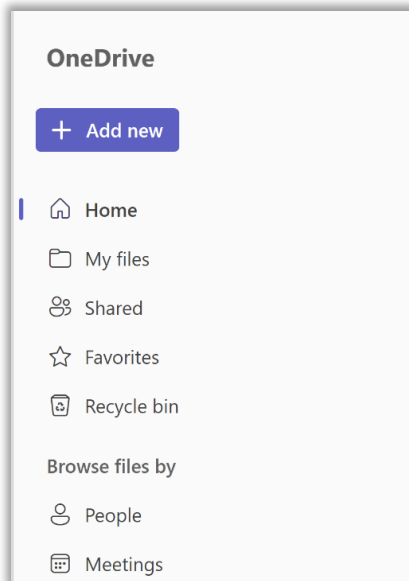 OneDrive
Add new
Home
My files
Shared
Favorites
Recycle bin
Browse files by
People
Meetings